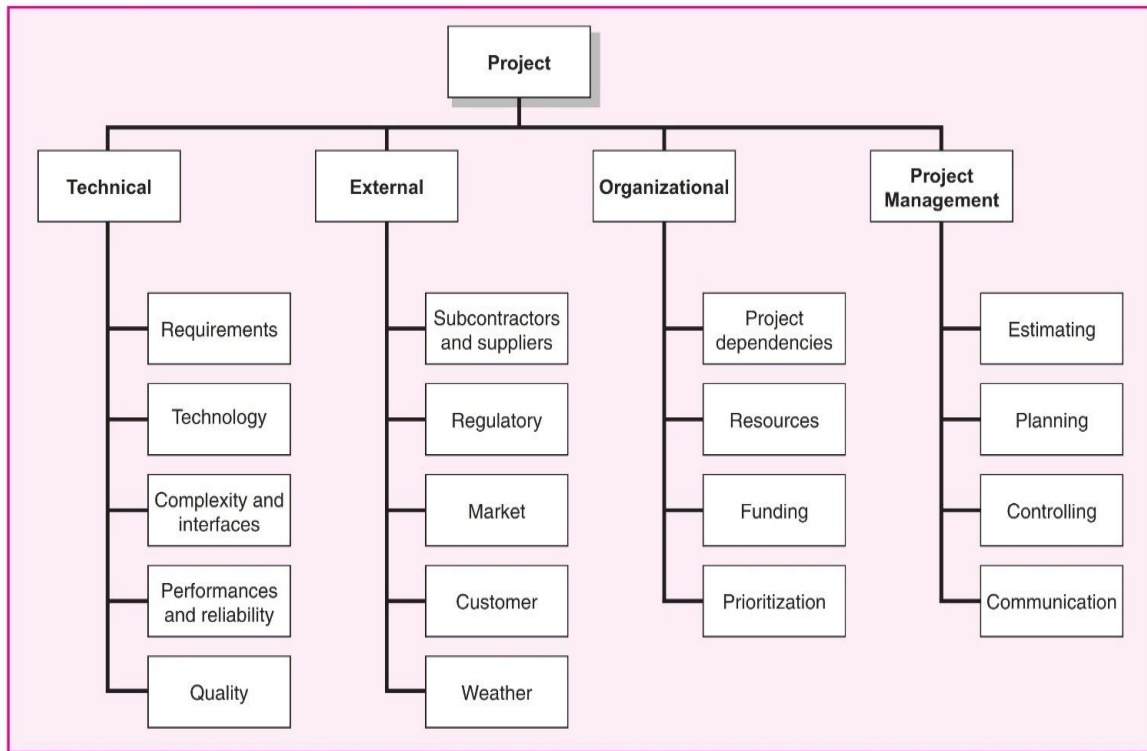 Project
Technical
External
Organizational
Project
Management
Requirements
Technology
Complexity and
interfaces
Performances
and reliability
Quality
Subcontractors
and suppliers
Regulatory
Market
Customer
Weather
Project
dependencies
Resources
Funding
Prioritization
Estimating
Planning
Controlling
Communication